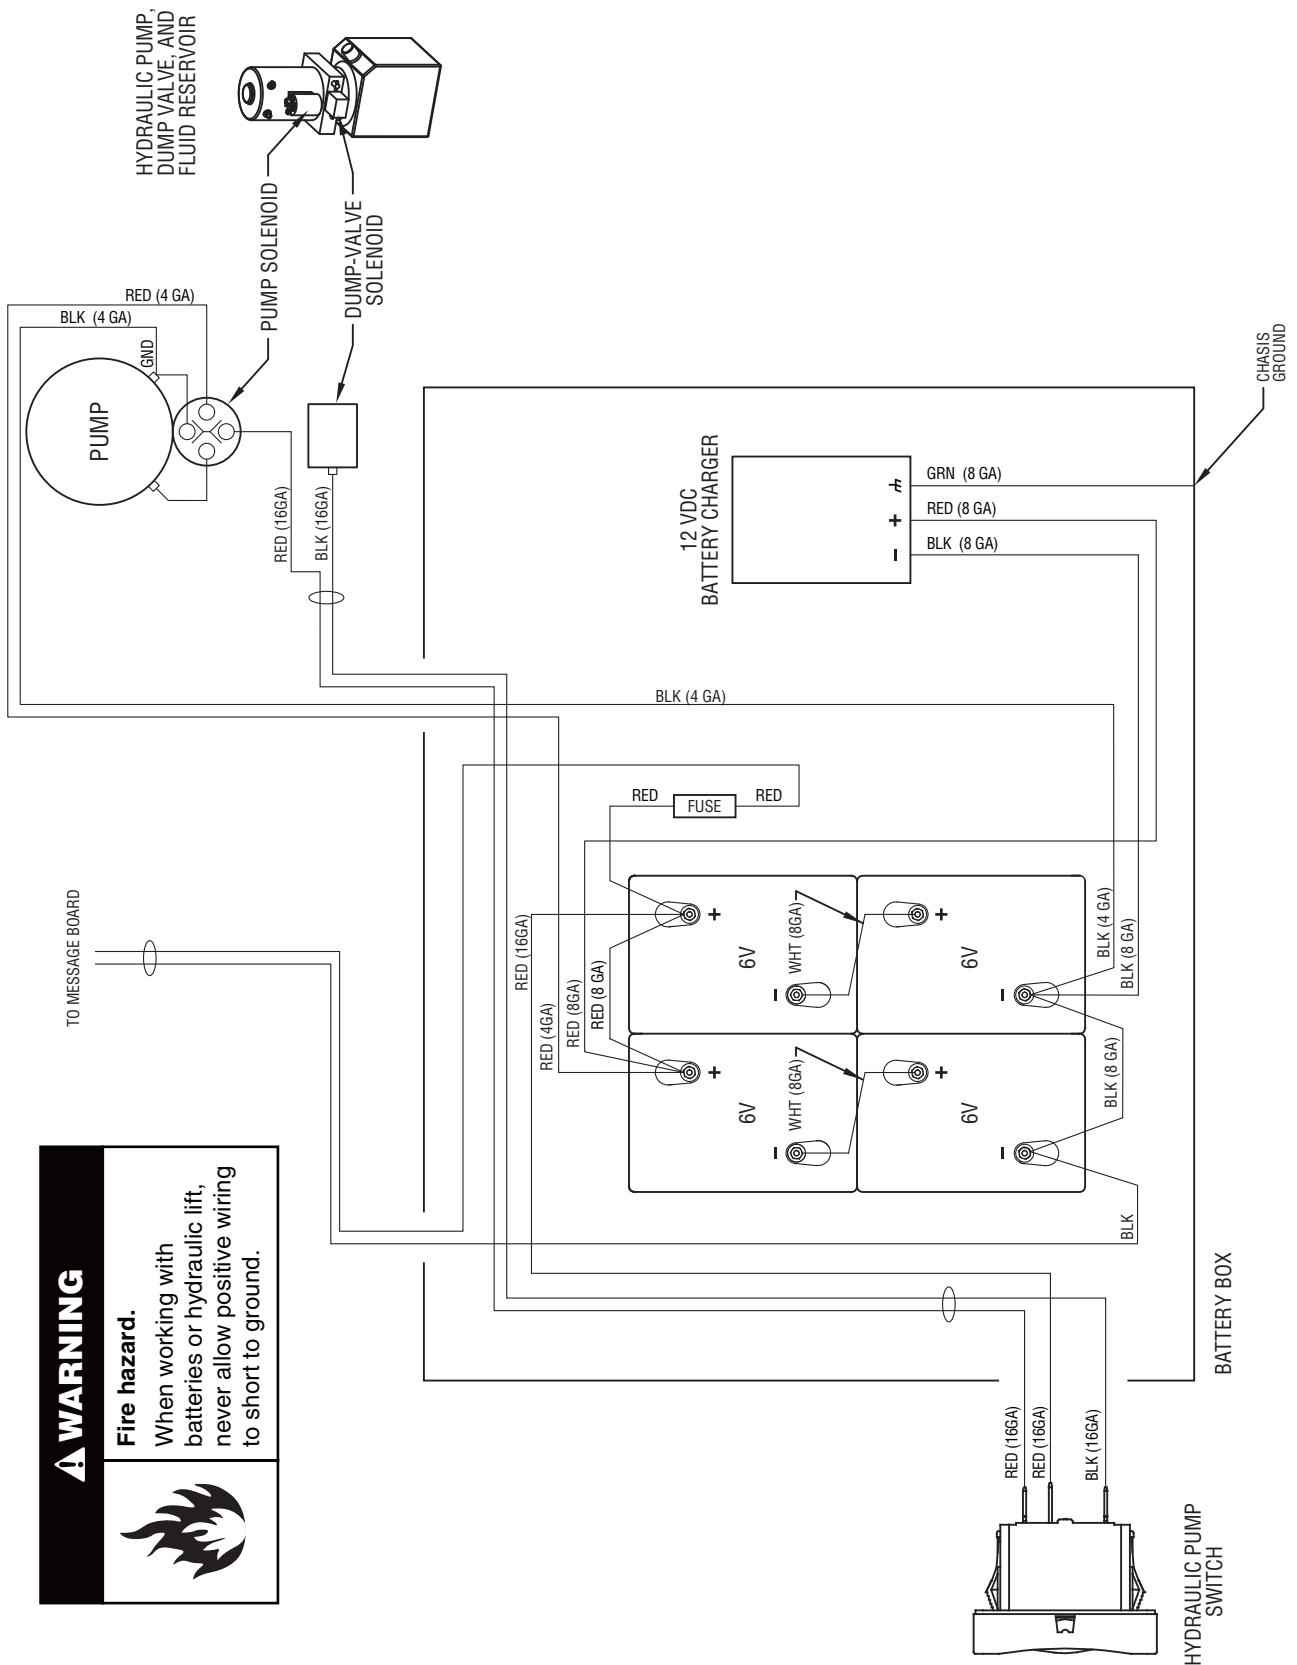 WARNING
Fire hazard.
When working with
batteries or hydraulic lift,
never allow positive wiring
to short to ground.
TO MESSAGE BOARD
HYDRAULIC PUMP,
DUMP VALVE, AND
FLUID RESERVOIR
PUMP SOLENOID
DUMP-VALVE
SOLENOID
RED (4 GA)
BLK (4 GA)
GND
PUMP
RED (16GA)
BLK (16GA)
12 VDC
BATTERY CHARGER
GRN (8 GA)
+
RED (8 GA)
-
BLK (8 GA)
CHASIS
GROUND
BLK (4 GA)
RED
FUSE
RED
RED (16GA)
RED (4GA)
RED (8GA)
RED (8 GA)
+
6V
-
WHT (8GA)
+
6V
-
+
6V
-
WHT (8GA)
+
6V
-
BLK (4 GA)
BLK (8 GA)
BLK (8 GA)
BLK
BATTERY BOX
RED (16GA)
RED (16GA)
BLK (16GA)
HYDRAULIC PUMP
SWITCH